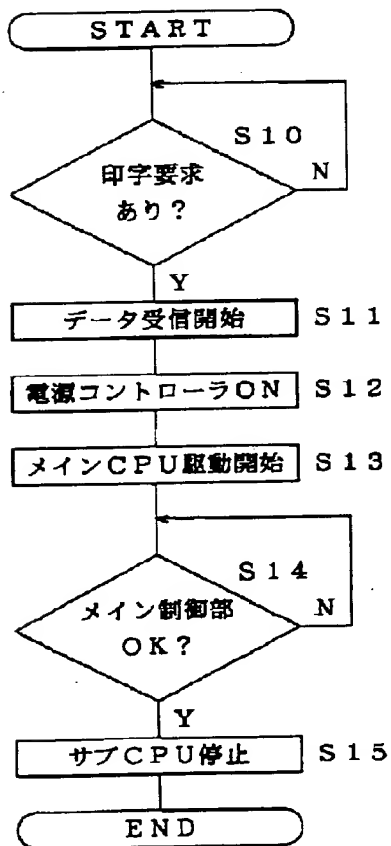 START
S10
印字要求
あり?
N
Y
データ受信開始 S11
電源コントローラON S12
メインCPU駆動開始 S13
S14
メイン制御部
OK?
N
Y
サブCPU停止 S15
END